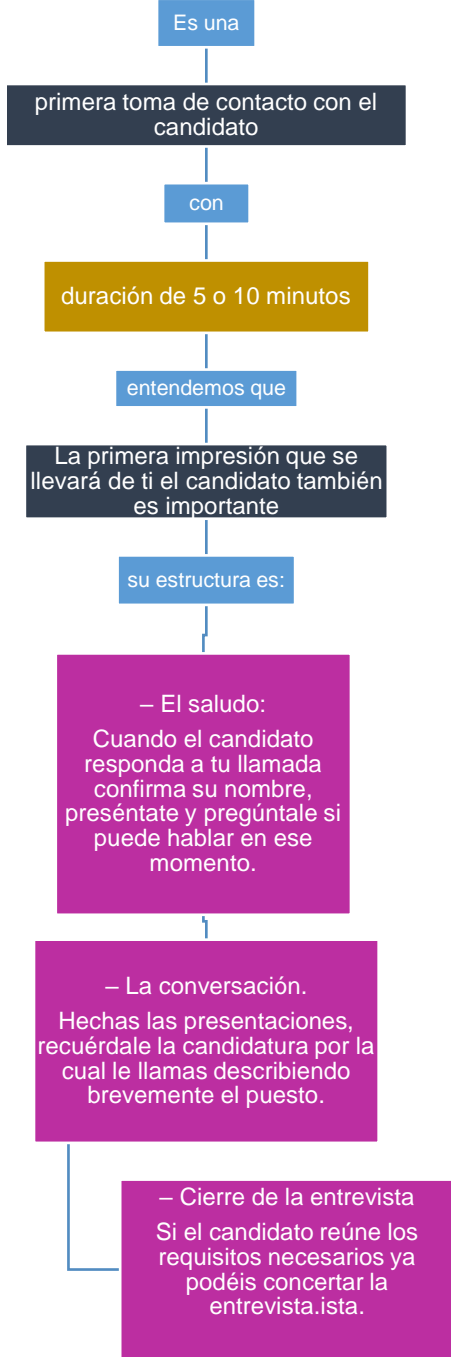 Es una
primera toma de contacto con el
candidato
con
duración de 5 o 10 minutos
entendemos que
La primera impresión que se
llevará de ti el candidato también
es importante
su estructura es:
– El saludo:
Cuando el candidato
responda a tu llamada
confirma su nombre,
preséntate y pregúntale si
puede hablar en ese
momento.
– La conversación.
Hechas las presentaciones,
recuérdale la candidatura por la
cual le llamas describiendo
brevemente el puesto.
– Cierre de la entrevista
Si el candidato reúne los
requisitos necesarios ya
podéis concertar la
entrevista.ista.